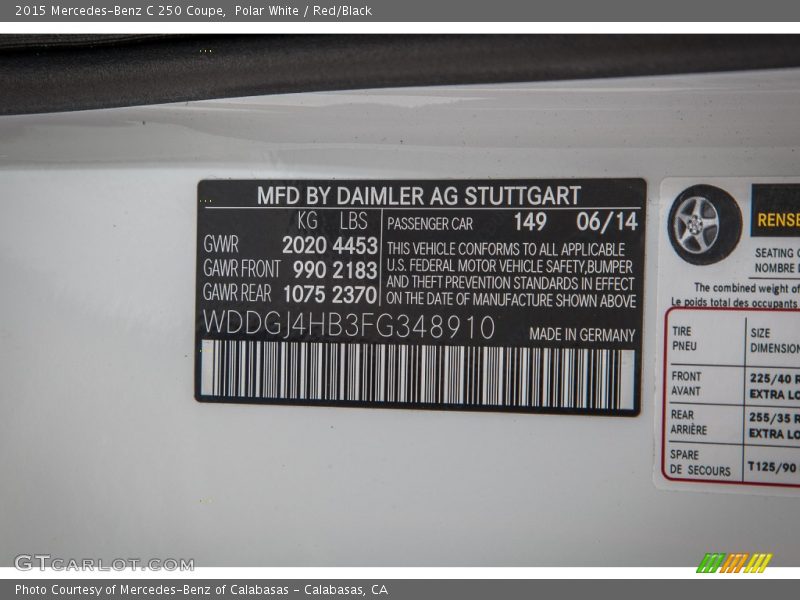 2015 Mercedes-Benz C 250 Coupe, Polar White / Red/Black
MFD BY DAIMLER AG STUTTGART
KG LBS
GVWR 2020 4453
GAWR FRONT 990 2183
GAWR REAR 1075 2370
PASSENGER CAR 149 06/14
THIS VEHICLE CONFORMS TO ALL APPLICABLE
U.S. FEDERAL MOTOR VEHICLE SAFETY,BUMPER
AND THEFT PREVENTION STANDARDS IN EFFECT
ON THE DATE OF MANUFACTURE SHOWN ABOVE
WDDGJ4HB3FG348910 MADE IN GERMANY
SEATING
NOMBRE
The combined weight of
Le poids total des occupants
TIRE SIZE
PNEU DIMENSION
FRONT 225/40 R
AVANT EXTRA LO
REAR 255/35 R
ARRIÈRE EXTRA LO
SPARE T125/90
DE SECOURS
GTCARLOT.COM
Photo Courtesy of Mercedes-Benz of Calabasas - Calabasas, CA